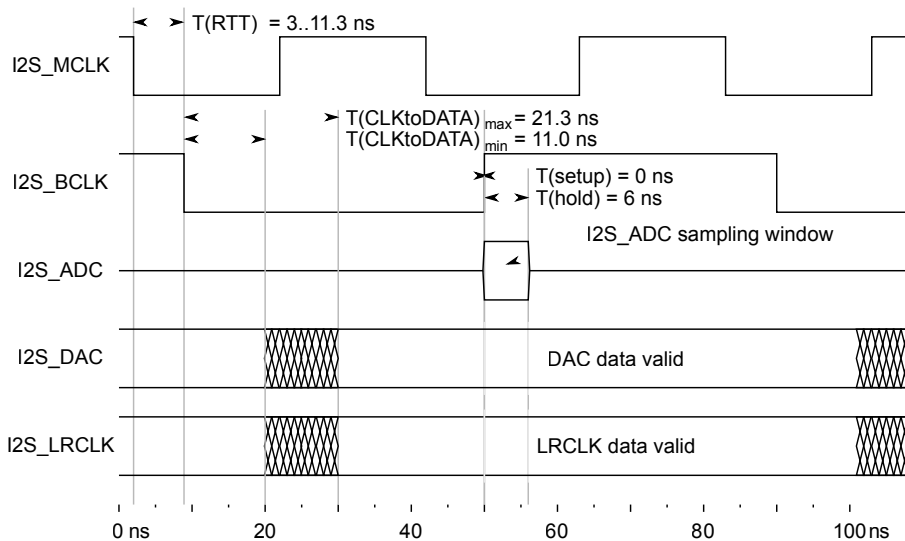 T(RTT) = 3..11.3 ns
I2S_MCLK
T(CLKtoDATA) max = 21.3 ns
T(CLKtoDATA) min = 11.0 ns
I2S_BCLK
T(setup) = 0 ns
T(hold) = 6 ns
I2S_ADC sampling window
I2S_ADC
I2S_DAC
DAC data valid
I2S_LRCLK
LRCLK data valid
0 ns 20 40 60 80 100 ns